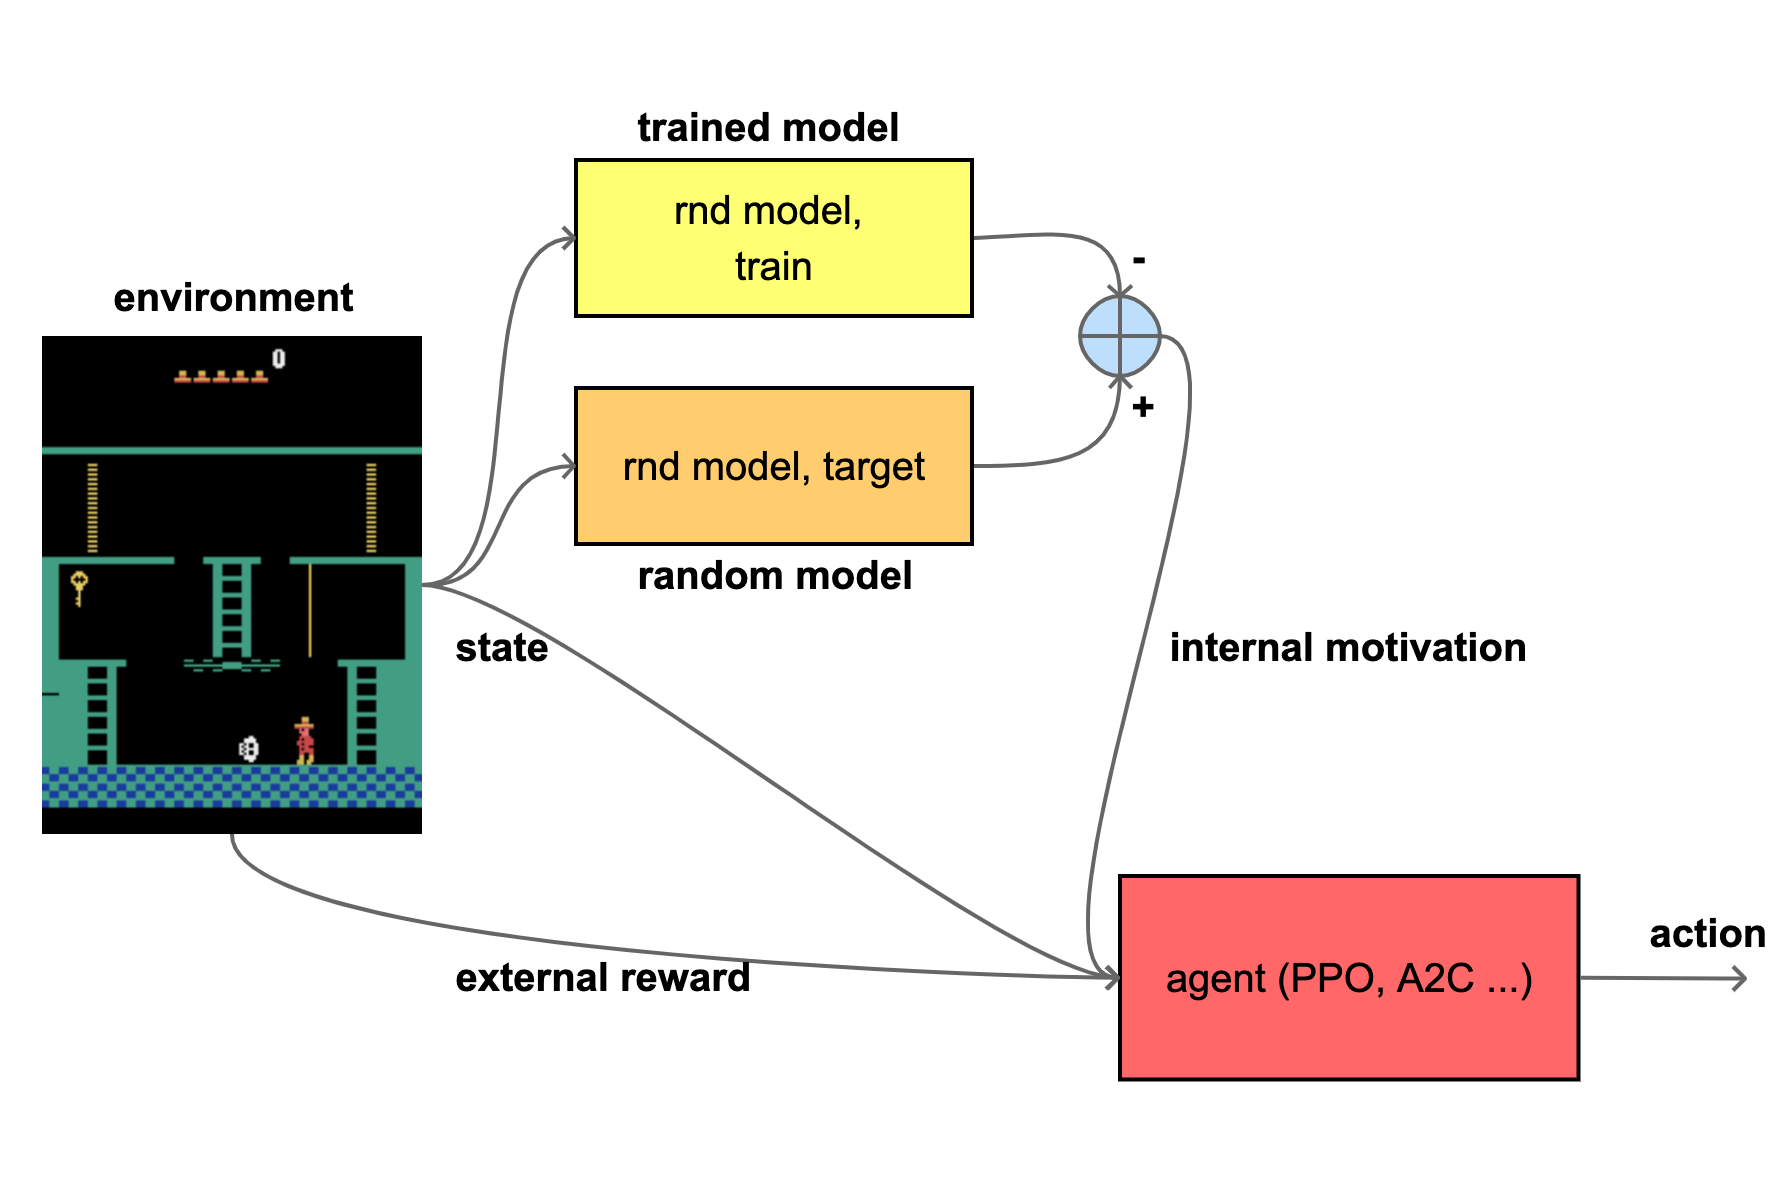 trained model
rnd model,
train
-
environment
0
+
rnd model, target
random model
state
internal motivation
action
external reward
agent (PPO, A2C ...)